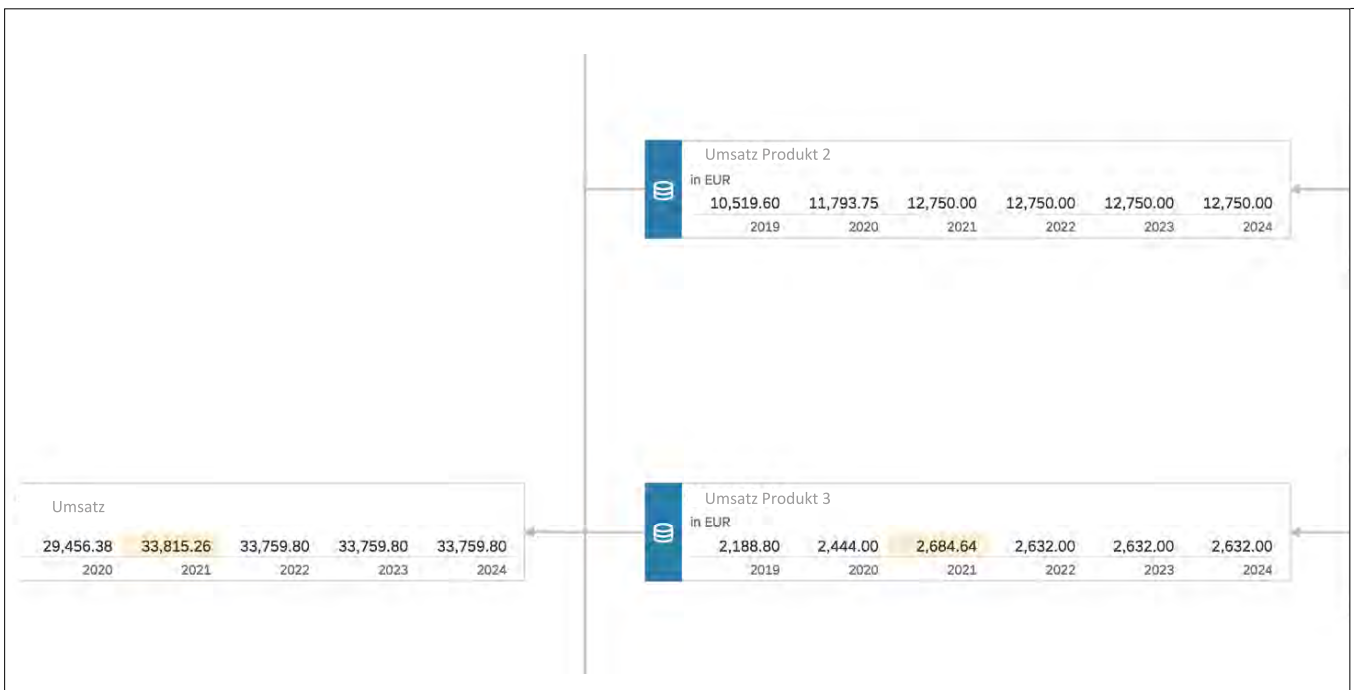 Umsatz Produkt 2
in EUR
10,519.60 11,793.75 12,750.00 12,750.00 12,750.00 12,750.00
2019 2020 2021 2022 2023 2024
Umsatz
29,456.38 33,815.26 33,759.80 33,759.80 33,759.80
2020 2021 2022 2023 2024
Umsatz Produkt 3
in EUR
2,188.80 2,444.00 2,684.64 2,632.00 2,632.00 2,632.00
2019 2020 2021 2022 2023 2024